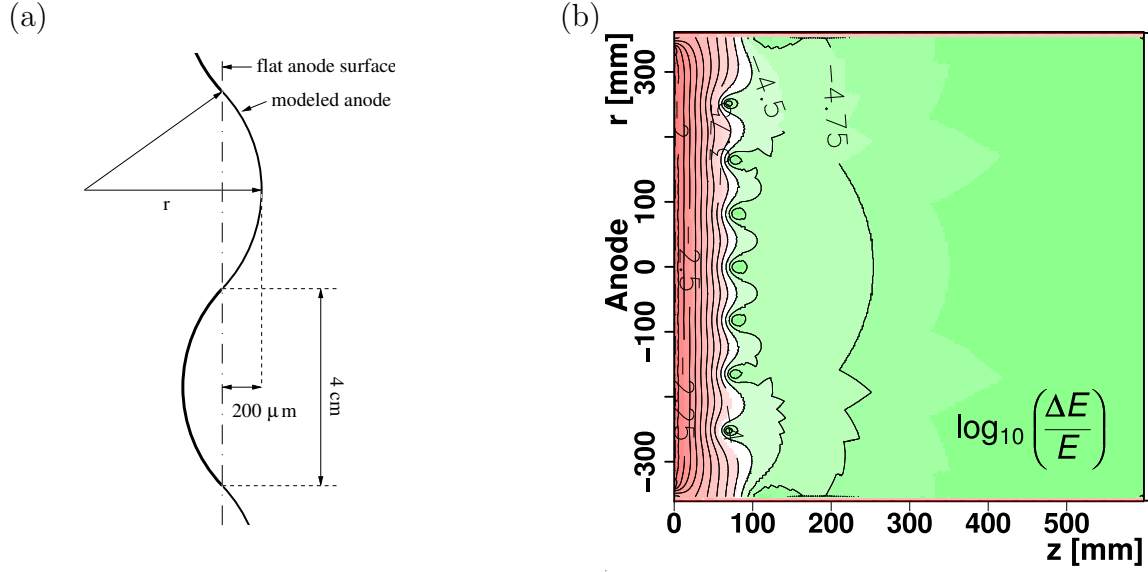 (a)
flat anode surface
modeled anode
r
200 μ m
4 cm
(b)
Anode r [mm]
300
100
0
−100
−300
−4.5
−4.75
−2
−2.5
−2.25
log₁₀ (ΔE/E)
0 100 200 300 400 500
z [mm]